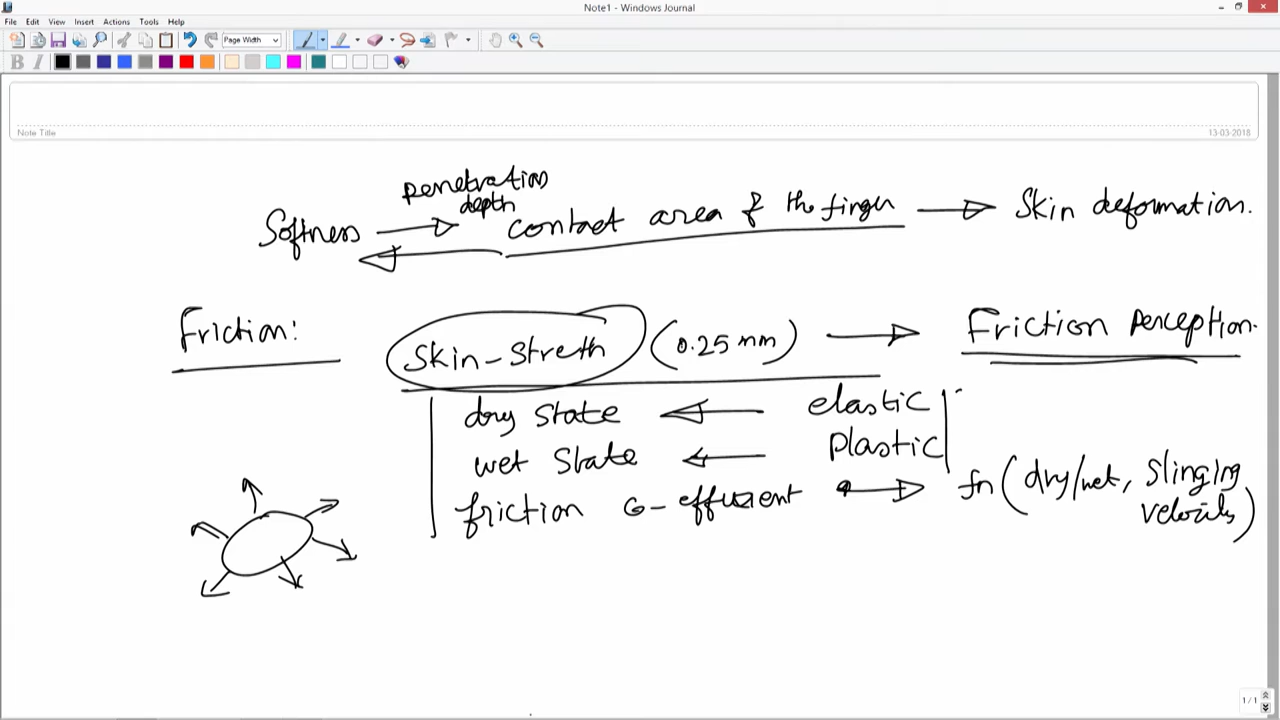 Note1 - Windows Journal
File Edit View Insert Actions Tools Help
Page Width
B I
Note Title
13-03-2018
penetration
depth
Softness contact area of the finger Skin deformation.
Friction: Skin-Streth (0.25 mm) Friction Perception.
dry state elastic
wet state plastic
friction co-efficient fn (dry/wet, slinging
velocity)
1/1